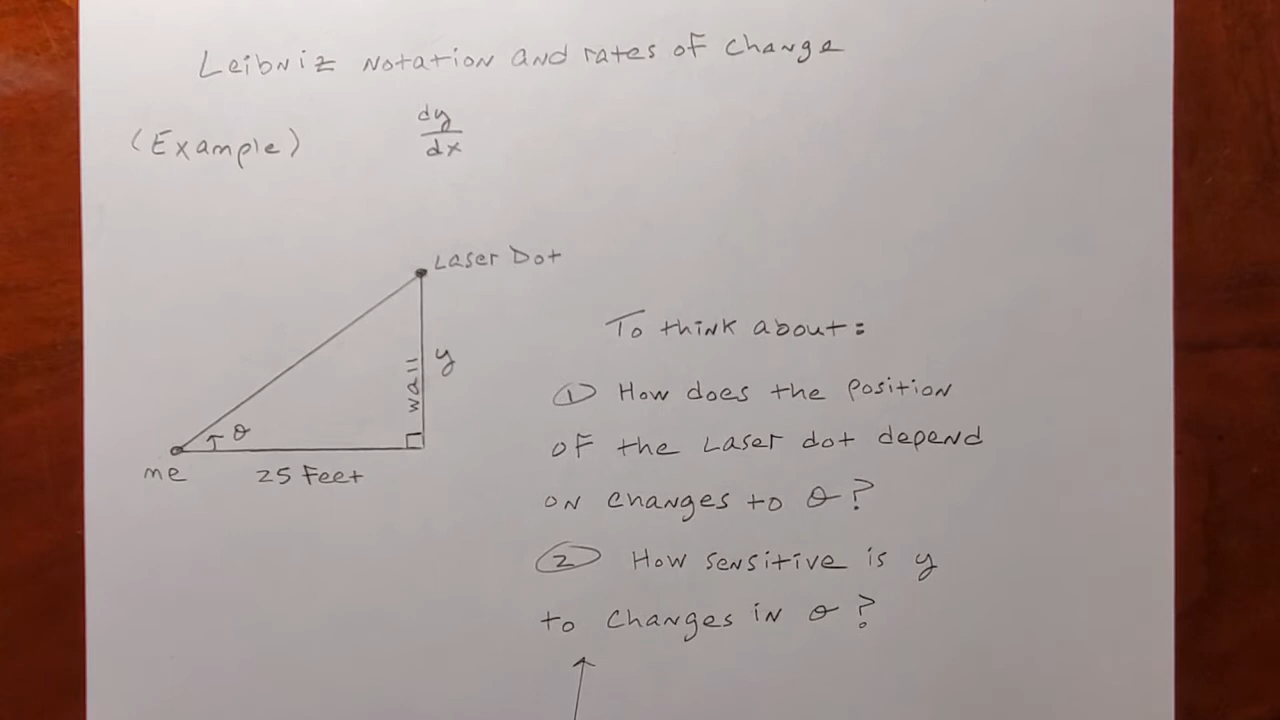 Leibniz notation and rates of change
(Example)
dy
dx
Laser Dot
wall
y
θ
me
25 Feet
To think about:
① How does the position
of the Laser dot depend
on changes to θ?
② How sensitive is y
to changes in θ?